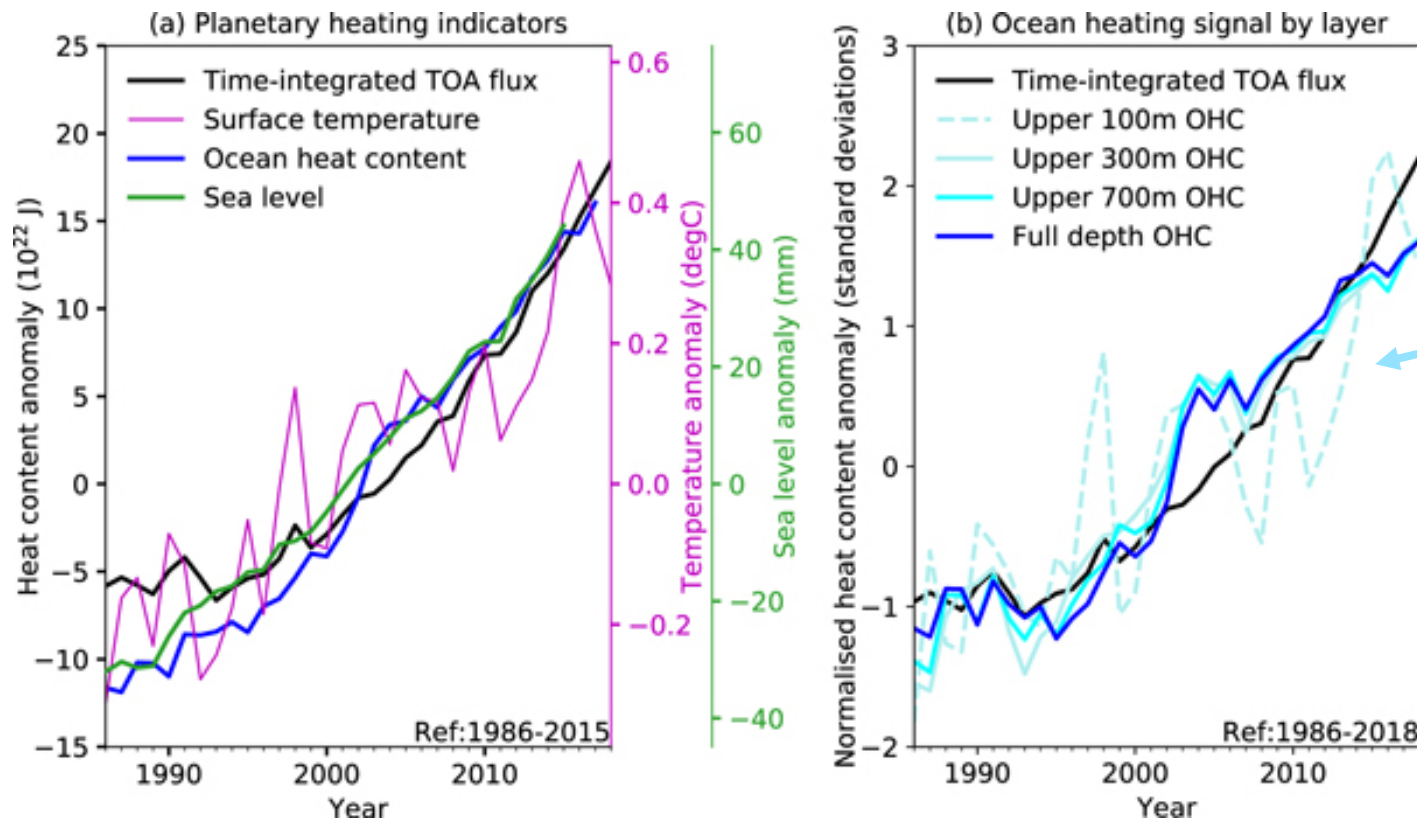 (a) Planetary heating indicators
25
20
15
10
5
0
−5
−10
−15
Heat content anomaly (10²² J)
Time-integrated TOA flux
Surface temperature
Ocean heat content
Sea level
0.6
0.4
0.2
0.0
−0.2
Temperature anomaly (degC)
60
40
20
0
−20
−40
Sea level anomaly (mm)
Ref:1986-2015
1990
2000
2010
Year
(b) Ocean heating signal by layer
3
2
1
0
−1
−2
Normalised heat content anomaly (standard deviations)
Time-integrated TOA flux
Upper 100m OHC
Upper 300m OHC
Upper 700m OHC
Full depth OHC
Ref:1986-2018
1990
2000
2010
Year